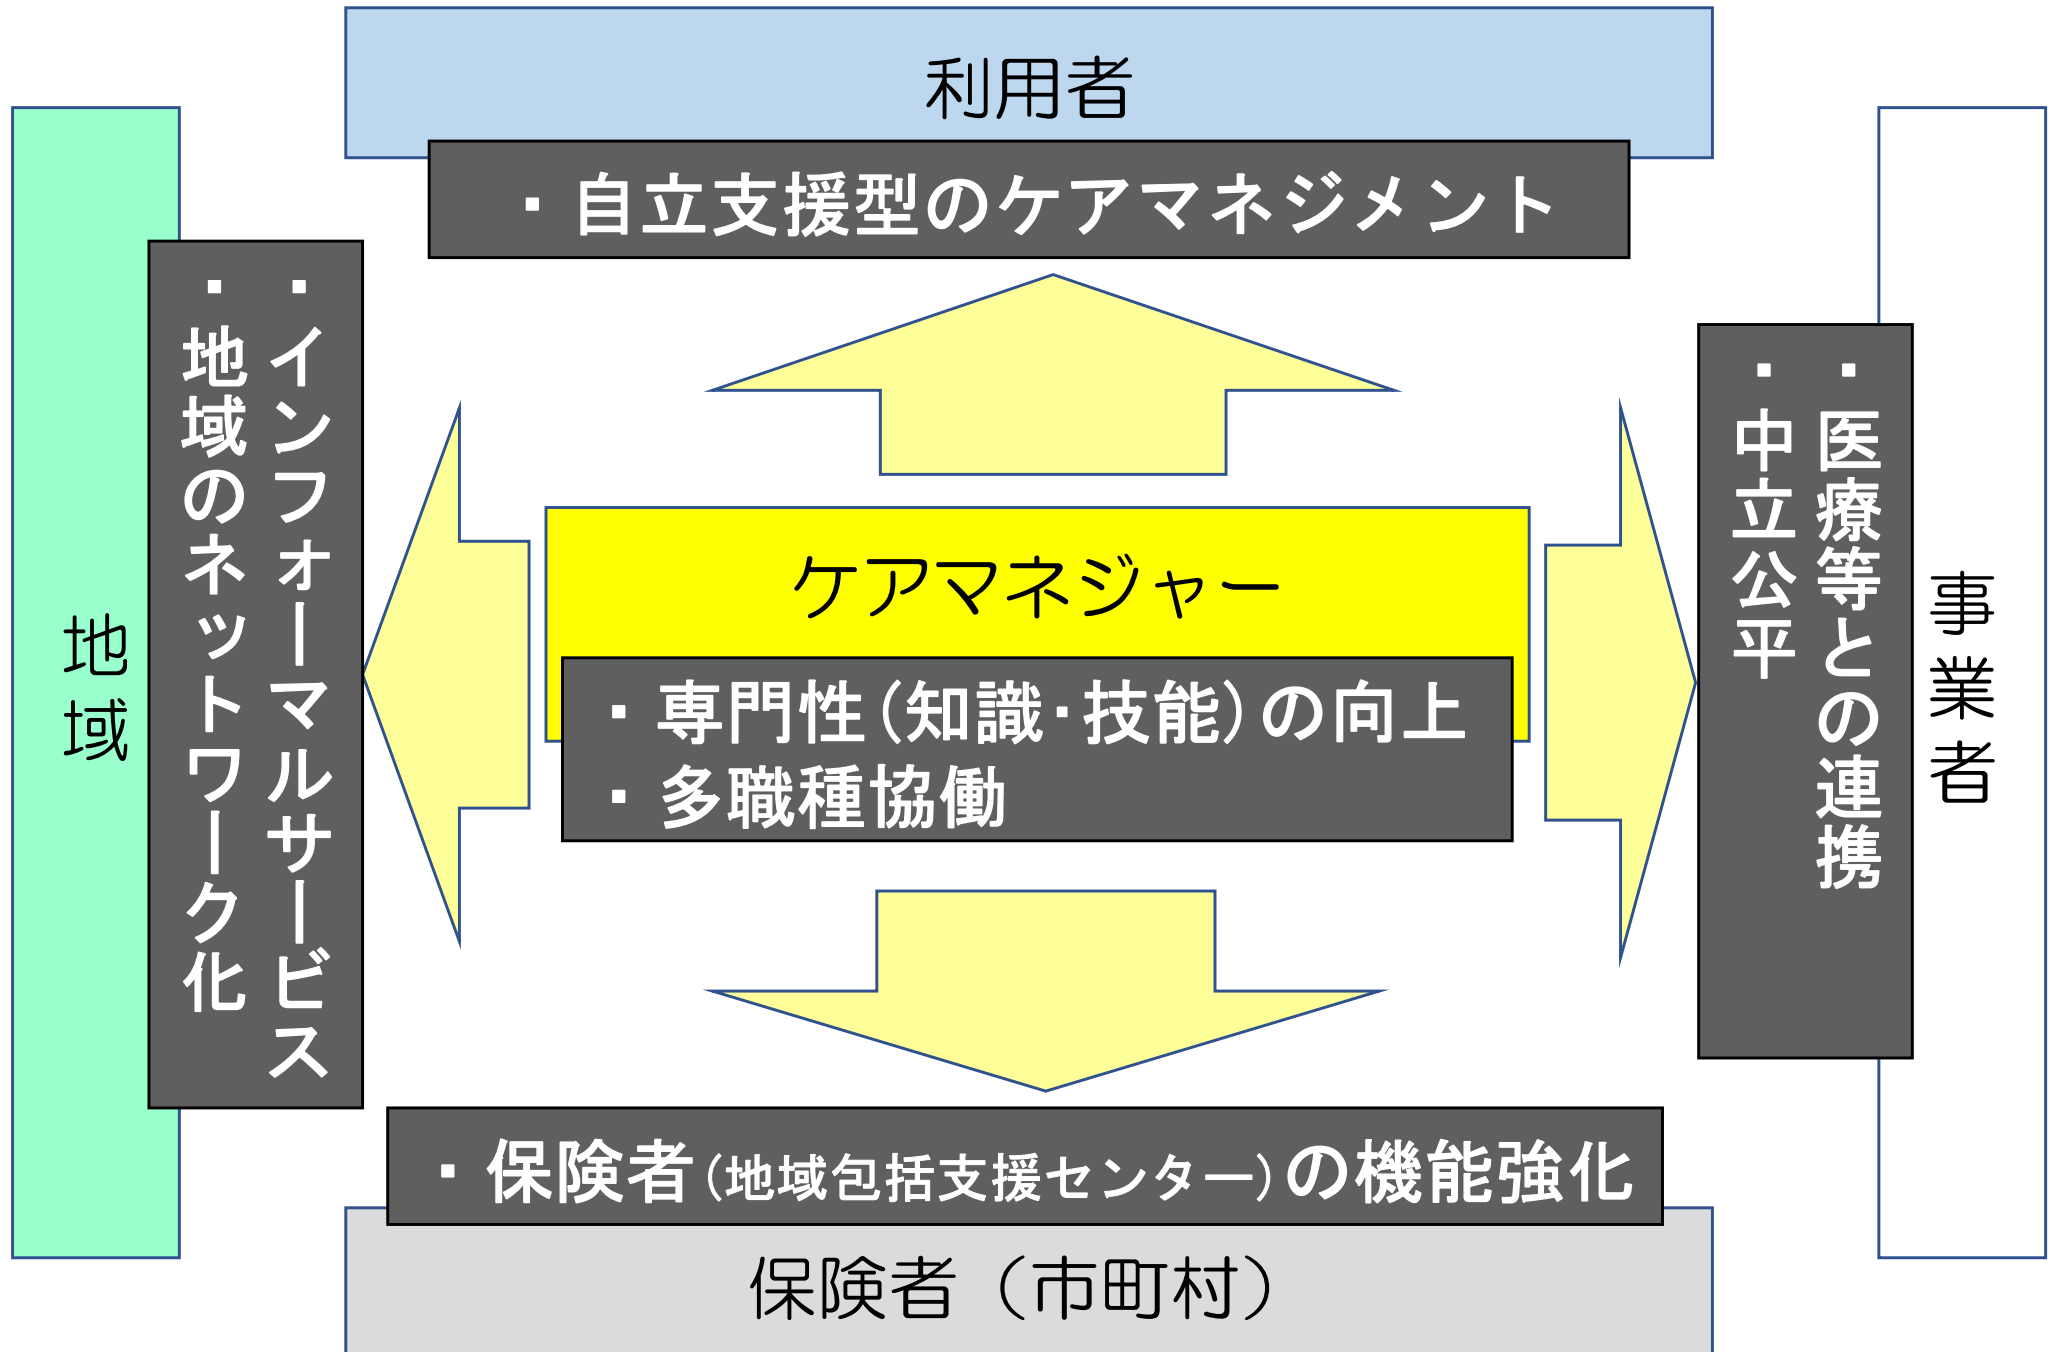 利用者
・自立支援型のケアマネジメント
地域
・インフォーマルサービス
・地域のネットワーク化
ケアマネジャー
・専門性(知識・技能)の向上
・多職種協働
・医療等との連携
・中立公平
事業者
・保険者(地域包括支援センター)の機能強化
保険者（市町村）